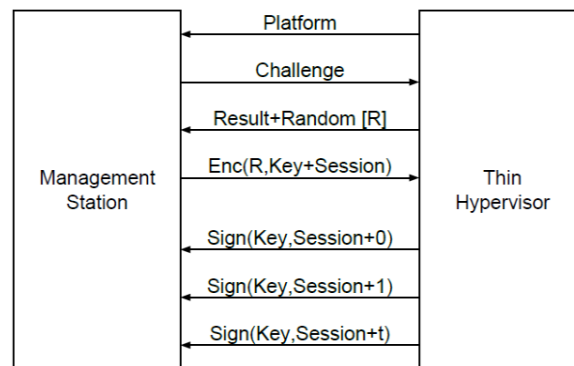 Platform
Challenge
Result+Random [R]
Enc(R,Key+Session)
Management
Station
Thin
Hypervisor
Sign(Key,Session+0)
Sign(Key,Session+1)
Sign(Key,Session+t)